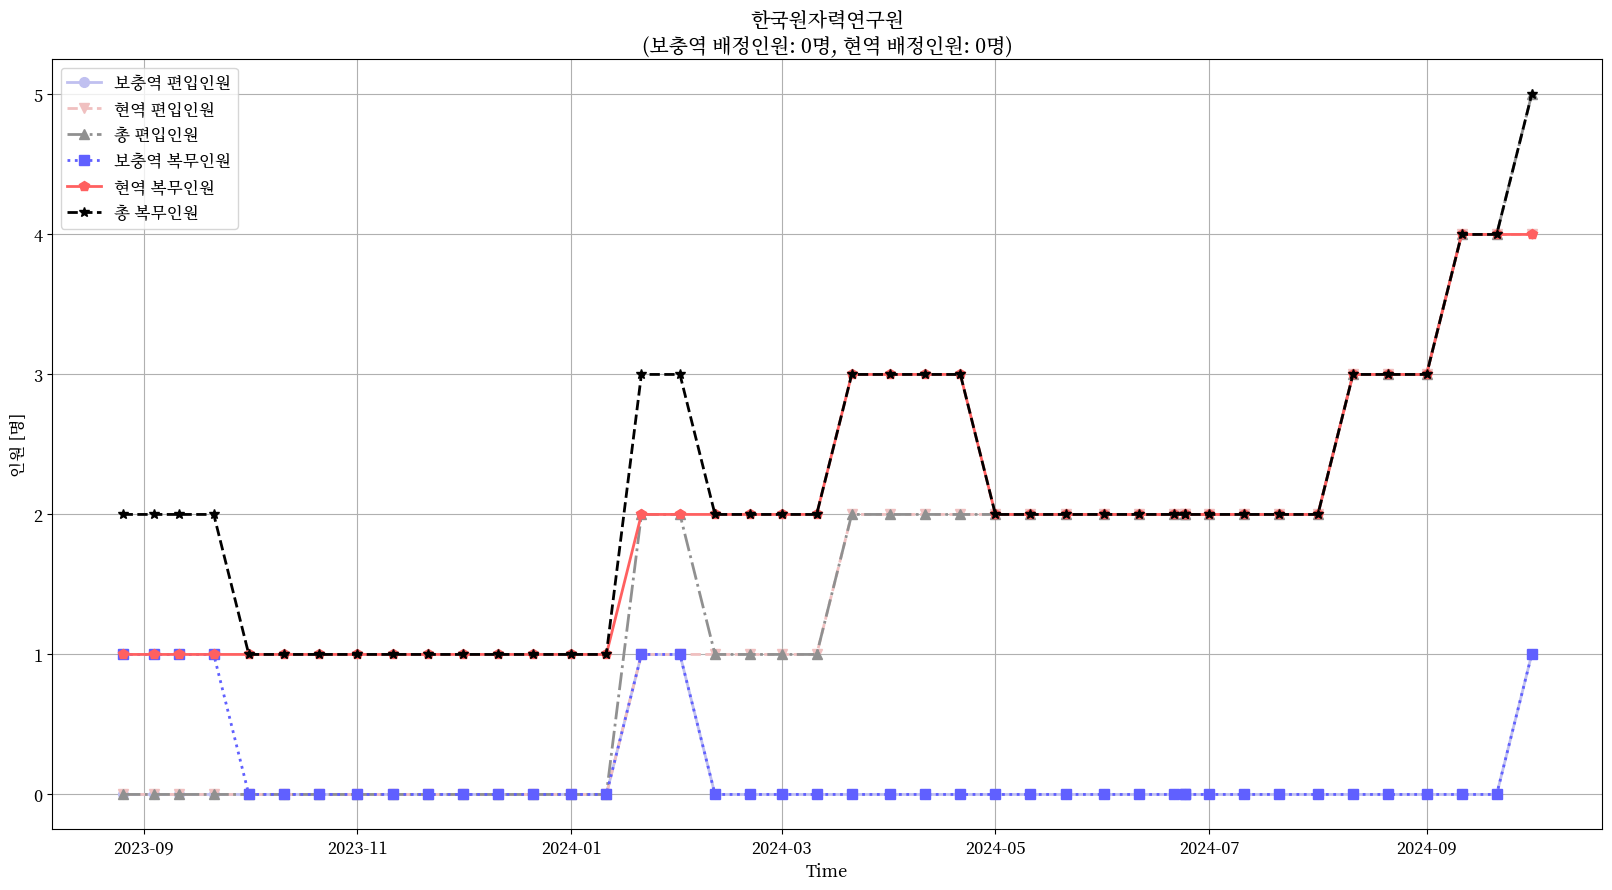 한국원자력연구원
(보충역 배정인원: 0명, 현역 배정인원: 0명)
보충역 편입인원
현역 편입인원
총 편입인원
보충역 복무인원
현역 복무인원
총 복무인원
인원 [명]
5
4
3
2
1
0
2023-09
2023-11
2024-01
2024-03
2024-05
2024-07
2024-09
Time